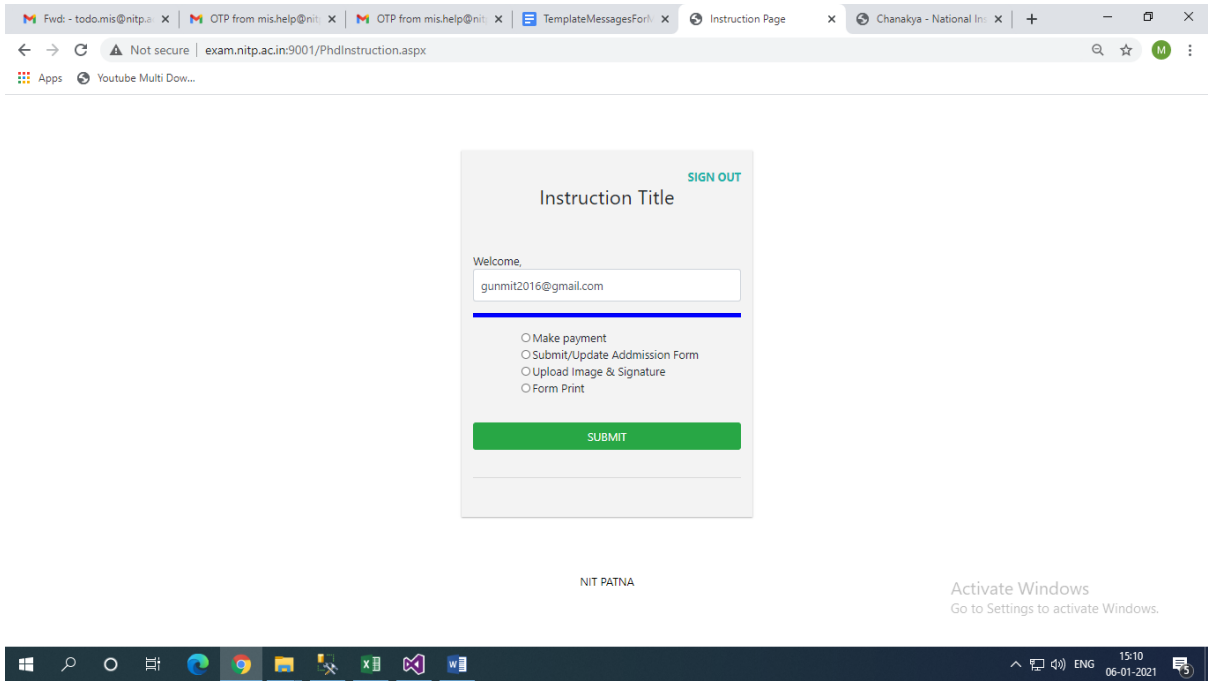 Fwd: - todo.mis@nitp.a
OTP from mis.help@nit
OTP from mis.help@nit
TemplateMessagesForM
Instruction Page
Chanakya - National In
Not secure | exam.nitp.ac.in:9001/PhdInstruction.aspx
M
Apps
Youtube Multi Dow...
SIGN OUT
Instruction Title
Welcome,
gunmit2016@gmail.com
Make payment
Submit/Update Addmission Form
Upload Image & Signature
Form Print
SUBMIT
NIT PATNA
Activate Windows
Go to Settings to activate Windows.
ENG
15:10
06-01-2021
5